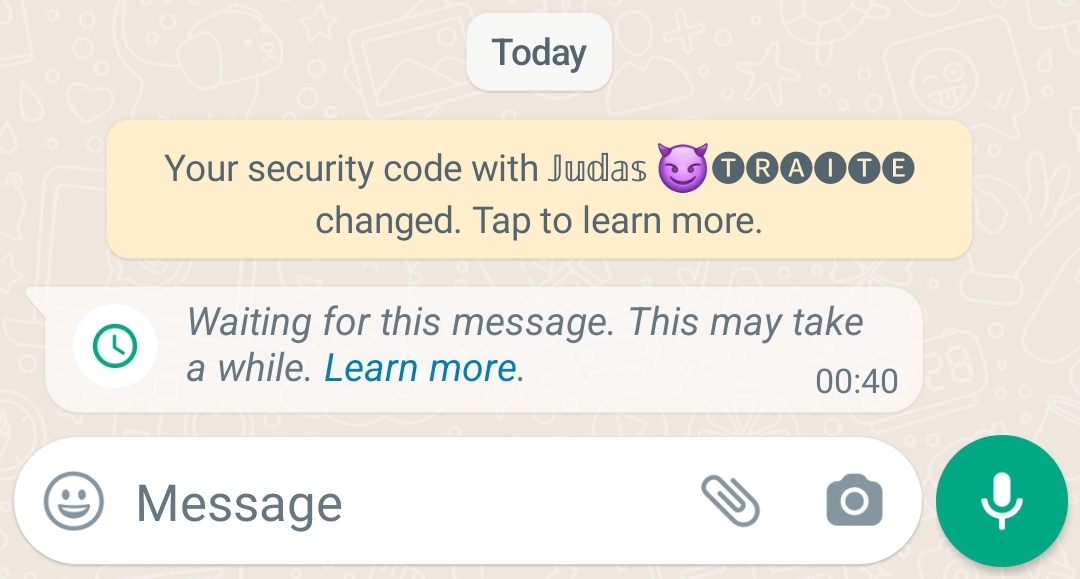 Today
Your security code with 𝕁𝕦𝕕𝕒𝕤 😈🅣🅡🅐🅘🅣🅔
changed. Tap to learn more.
Waiting for this message. This may take
a while. Learn more.
00:40
Message